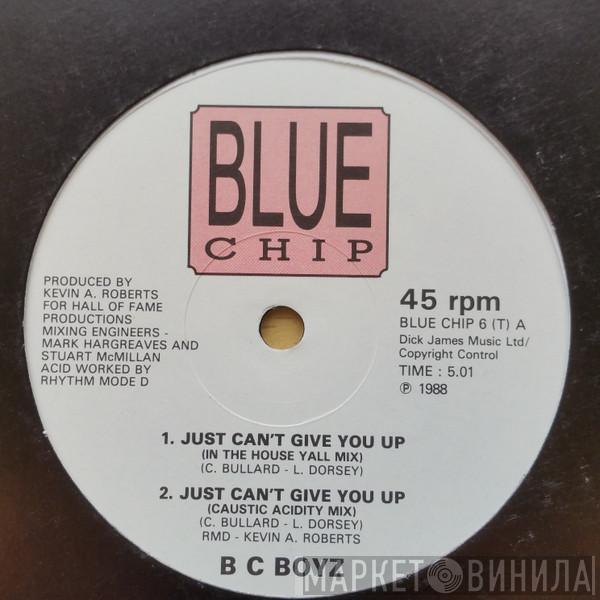 BLUE
CHIP
PRODUCED BY
KEVIN A. ROBERTS
FOR HALL OF FAME
PRODUCTIONS
MIXING ENGINEERS -
MARK HARGREAVES AND
STUART McMILLAN
ACID WORKED BY
RHYTHM MODE D
45 rpm
BLUE CHIP 6 (T) A
Dick James Music Ltd/
Copyright Control
TIME : 5.01
℗ 1988
1. JUST CAN'T GIVE YOU UP
(IN THE HOUSE YALL MIX)
(C. BULLARD - L. DORSEY)
2. JUST CAN'T GIVE YOU UP
(CAUSTIC ACIDITY MIX)
(C. BULLARD - L. DORSEY)
RMD - KEVIN A. ROBERTS
B C BOYZ
МАРКЕТ ВИНИЛА